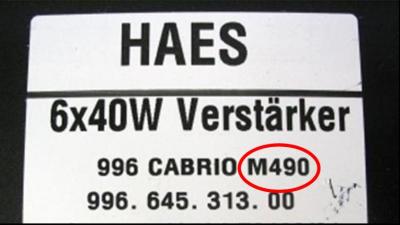 HAES
6x40W Verstärker
996 CABRIO M490
996. 645. 313. 00